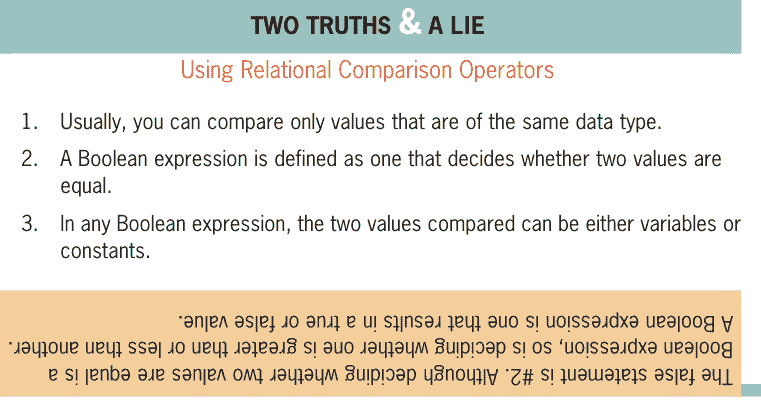 TWO TRUTHS & A LIE
Using Relational Comparison Operators
1. Usually, you can compare only values that are of the same data type.
2. A Boolean expression is defined as one that decides whether two values are
equal.
3. In any Boolean expression, the two values compared can be either variables or
constants.
The false statement is #2. Although deciding whether two values are equal is a
Boolean expression, so is deciding whether one is greater than or less than another.
A Boolean expression is one that results in a true or false value.